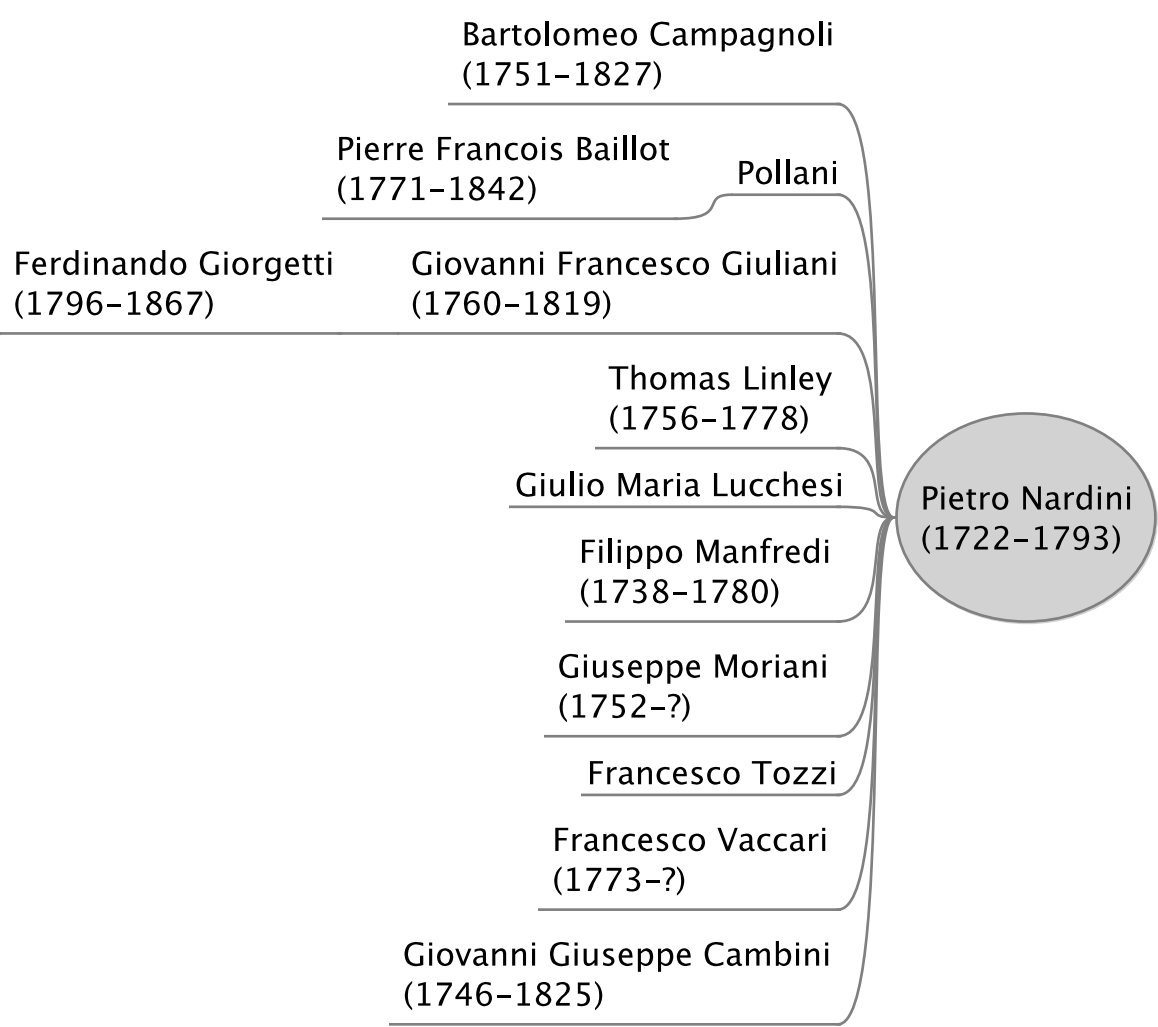 Bartolomeo Campagnoli
(1751–1827)
Pierre Francois Baillot
(1771–1842)
Pollani
Ferdinando Giorgetti
(1796–1867)
Giovanni Francesco Giuliani
(1760–1819)
Thomas Linley
(1756–1778)
Giulio Maria Lucchesi
Pietro Nardini
(1722–1793)
Filippo Manfredi
(1738–1780)
Giuseppe Moriani
(1752–?)
Francesco Tozzi
Francesco Vaccari
(1773–?)
Giovanni Giuseppe Cambini
(1746–1825)